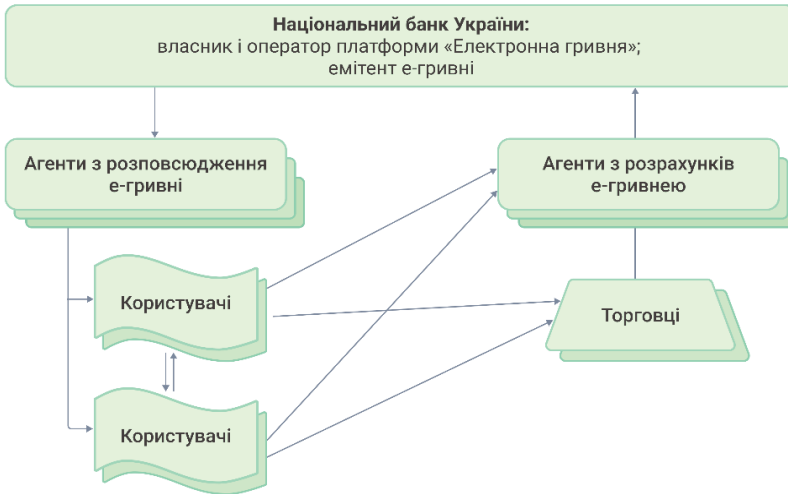 Національний банк України:
власник і оператор платформи «Електронна гривня»;
емітент е-гривні
Агенти з розповсюдження
е-гривні
Агенти з розрахунків
е-гривнею
Користувачі
Торговці
Користувачі